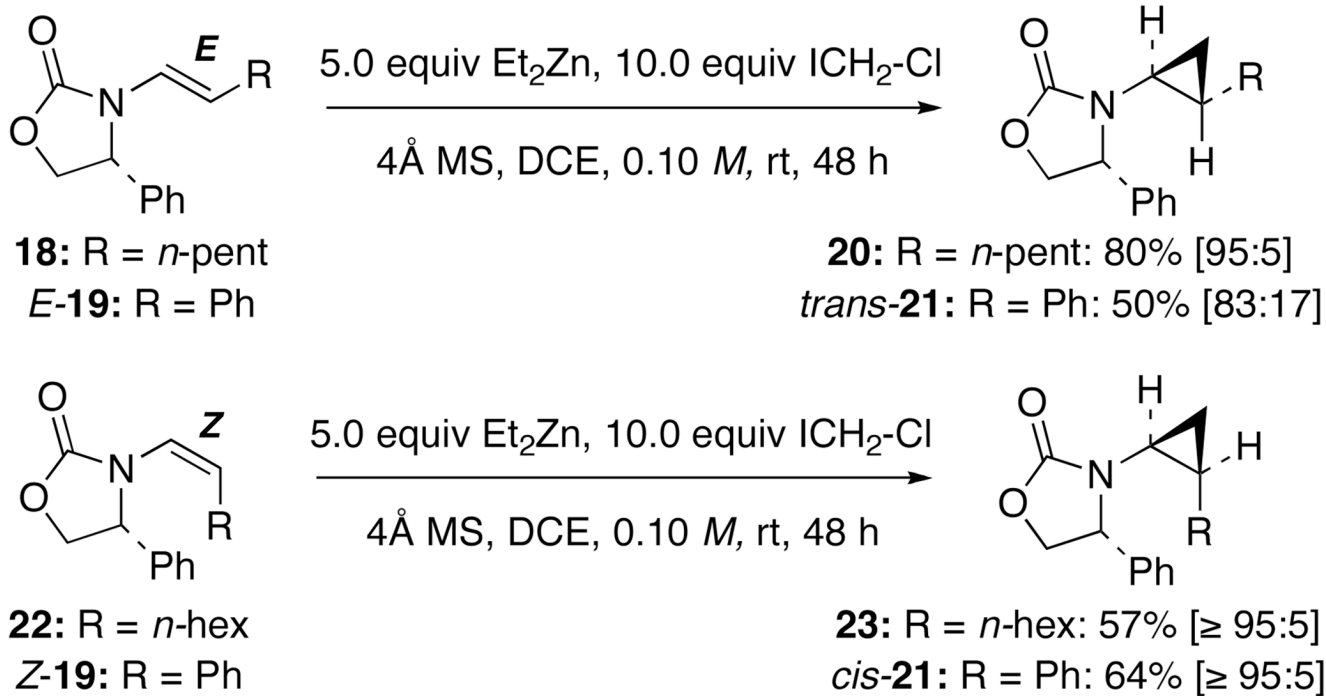 O
N
O
E
R
Ph
5.0 equiv Et₂Zn, 10.0 equiv ICH₂-Cl
4Å MS, DCE, 0.10 M, rt, 48 h
H
O
N
O
R
H
Ph
18: R = n-pent
E-19: R = Ph
20: R = n-pent: 80% [95:5]
trans-21: R = Ph: 50% [83:17]
O
N
O
Z
R
Ph
5.0 equiv Et₂Zn, 10.0 equiv ICH₂-Cl
4Å MS, DCE, 0.10 M, rt, 48 h
H
O
N
O
H
R
Ph
22: R = n-hex
Z-19: R = Ph
23: R = n-hex: 57% [≥ 95:5]
cis-21: R = Ph: 64% [≥ 95:5]